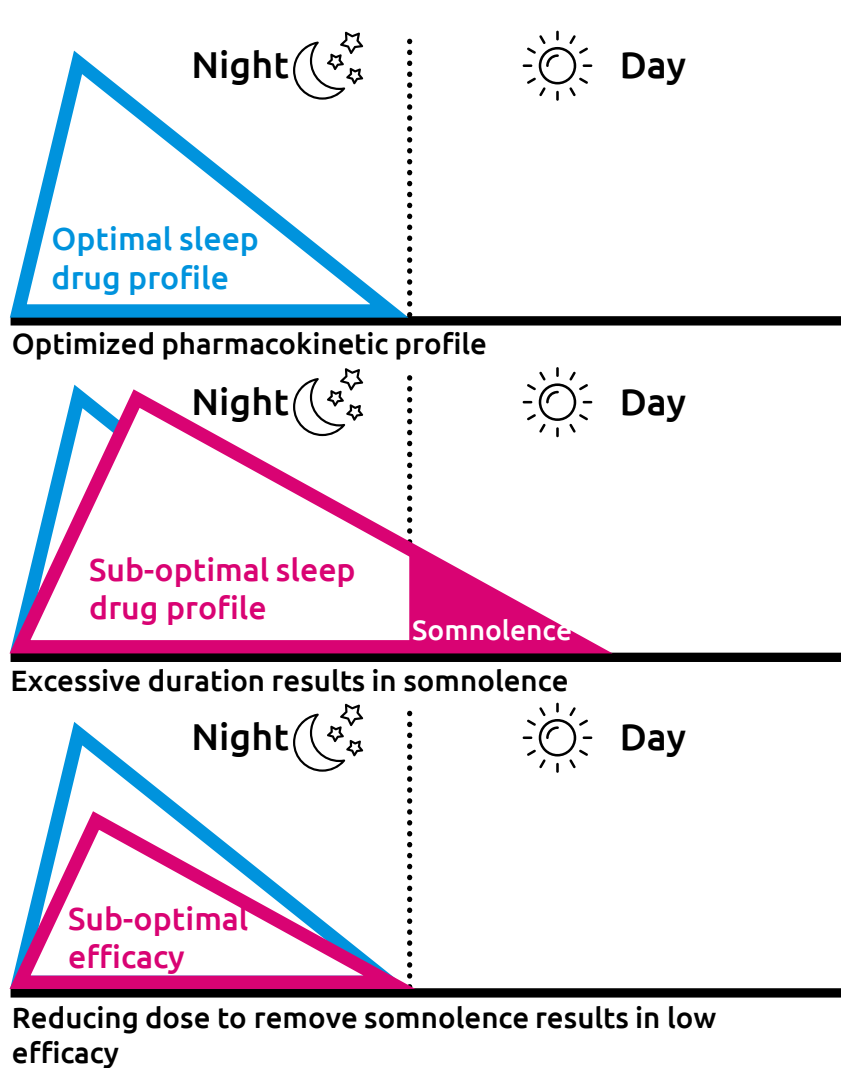 Night
Day
Optimal sleep
drug profile
Optimized pharmacokinetic profile
Night
Day
Sub-optimal sleep
drug profile
Somnolence
Excessive duration results in somnolence
Night
Day
Sub-optimal
efficacy
Reducing dose to remove somnolence results in low
efficacy